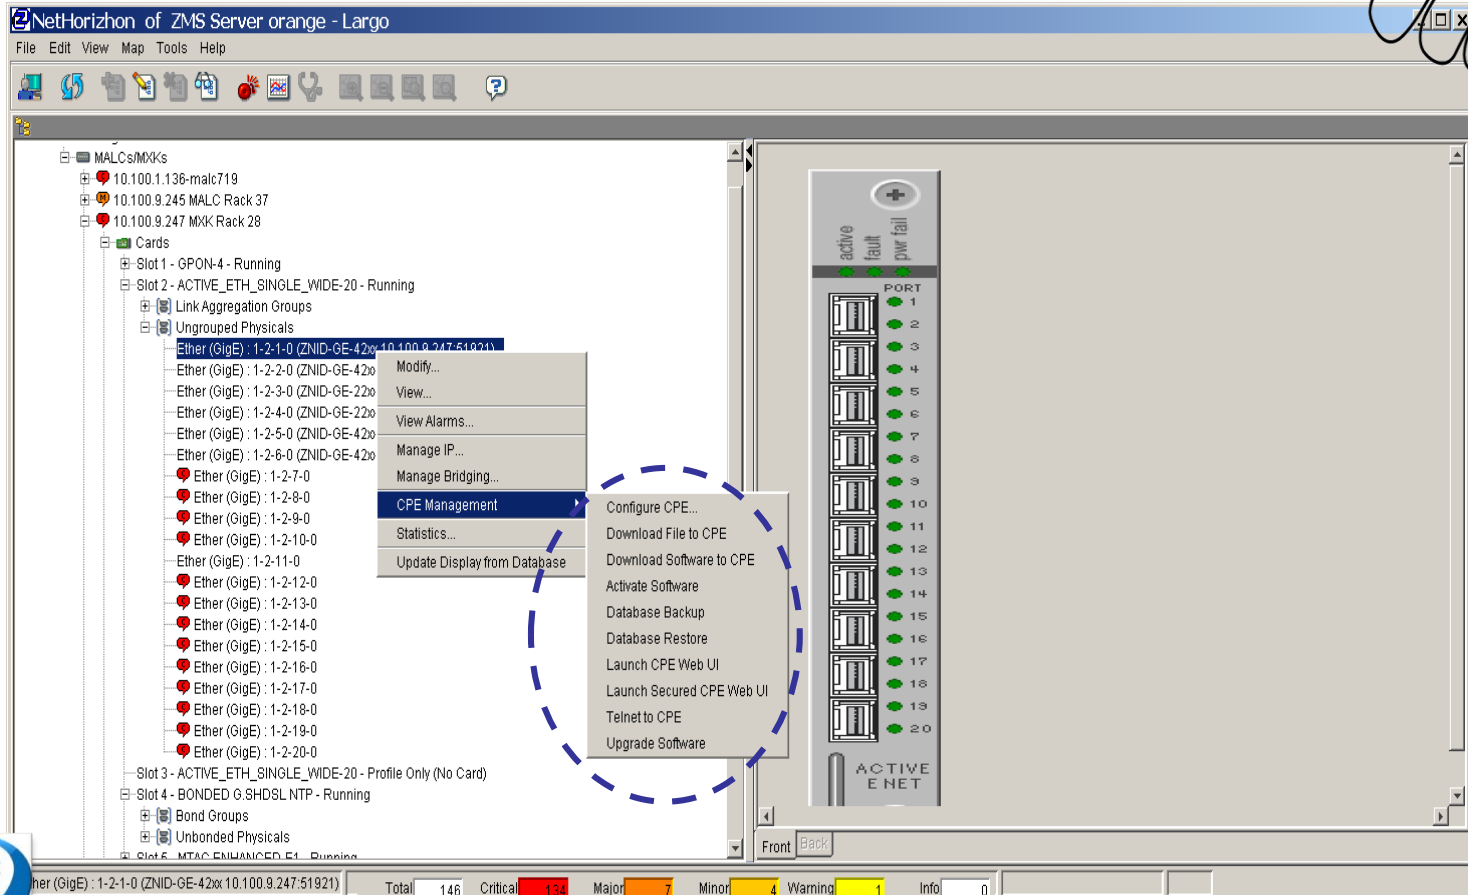 NetHorizhon of ZMS Server orange - Largo
File Edit View Map Tools Help
MALCs/MXKs
10.100.1.136-malc719
10.100.9.245 MALC Rack 37
10.100.9.247 MXK Rack 28
Cards
Slot 1 - GPON-4 - Running
Slot 2 - ACTIVE_ETH_SINGLE_WIDE-20 - Running
Link Aggregation Groups
Ungrouped Physicals
Ether (GigE) : 1-2-1-0 (ZNID-GE-42xx 10.100.9.247:51921)
Ether (GigE) : 1-2-2-0 (ZNID-GE-42x
Ether (GigE) : 1-2-3-0 (ZNID-GE-22x
Ether (GigE) : 1-2-4-0 (ZNID-GE-22x
Ether (GigE) : 1-2-5-0 (ZNID-GE-42x
Ether (GigE) : 1-2-6-0 (ZNID-GE-42x
Ether (GigE) : 1-2-7-0
Ether (GigE) : 1-2-8-0
Ether (GigE) : 1-2-9-0
Ether (GigE) : 1-2-10-0
Ether (GigE) : 1-2-11-0
Ether (GigE) : 1-2-12-0
Ether (GigE) : 1-2-13-0
Ether (GigE) : 1-2-14-0
Ether (GigE) : 1-2-15-0
Ether (GigE) : 1-2-16-0
Ether (GigE) : 1-2-17-0
Ether (GigE) : 1-2-18-0
Ether (GigE) : 1-2-19-0
Ether (GigE) : 1-2-20-0
Slot 3 - ACTIVE_ETH_SINGLE_WIDE-20 - Profile Only (No Card)
Slot 4 - BONDED G.SHDSL NTP - Running
Bond Groups
Unbonded Physicals
Slot 5 - MTAC ENHANCED E1 - Running
Modify...
View...
View Alarms...
Manage IP...
Manage Bridging...
CPE Management
Statistics...
Update Display from Database
Configure CPE...
Download File to CPE
Download Software to CPE
Activate Software
Database Backup
Database Restore
Launch CPE Web UI
Launch Secured CPE Web UI
Telnet to CPE
Upgrade Software
active
fault
pwr fail
PORT
1
2
3
4
5
6
7
8
9
10
11
12
13
14
15
16
17
18
19
20
ACTIVE
ENET
Front Back
her (GigE) : 1-2-1-0 (ZNID-GE-42xx 10.100.9.247:51921) Total 146 Critical 134 Major 7 Minor 4 Warning 1 Info 0